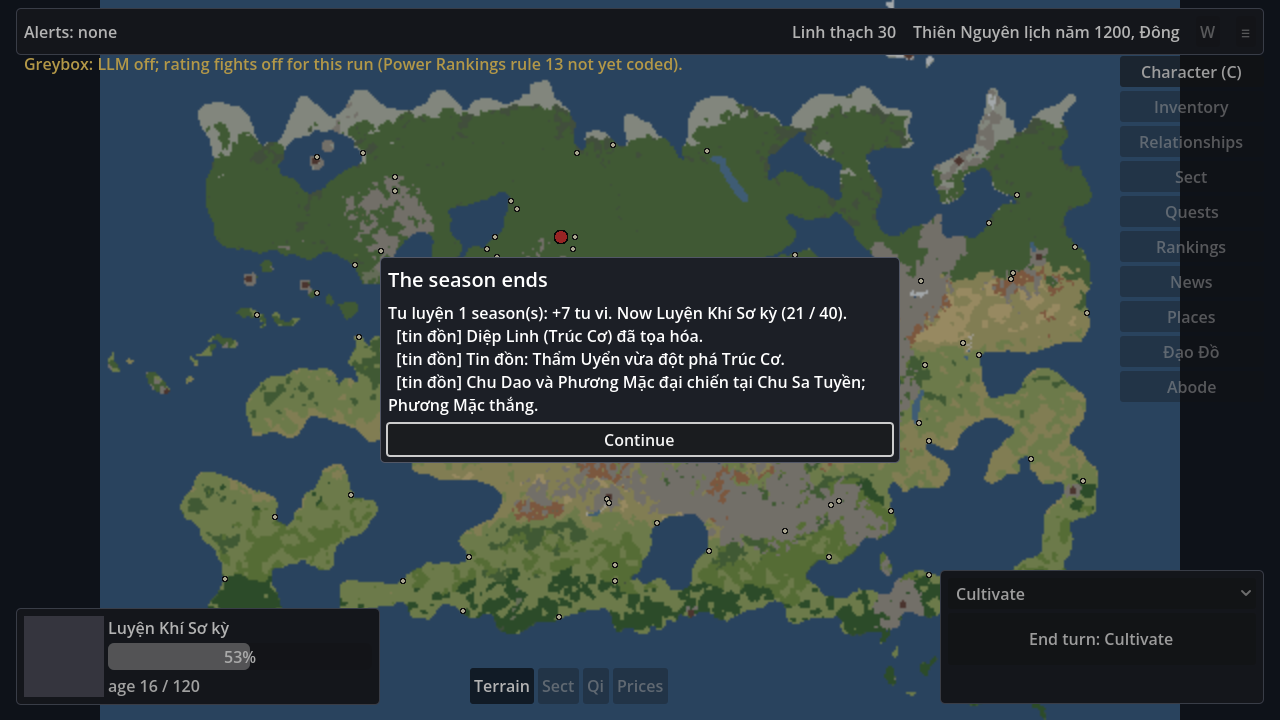 Alerts: none
Linh thạch 30
Thiên Nguyên lịch năm 1200, Đông
W
≡
Greybox: LLM off; rating fights off for this run (Power Rankings rule 13 not yet coded).
Character (C)
Inventory
Relationships
Sect
Quests
Rankings
News
Places
Đạo Đồ
Abode
The season ends
Tu luyện 1 season(s): +7 tu vi. Now Luyện Khí Sơ kỳ (21 / 40).
[tin đồn] Diệp Linh (Trúc Cơ) đã tọa hóa.
[tin đồn] Tin đồn: Thẩm Uyển vừa đột phá Trúc Cơ.
[tin đồn] Chu Dao và Phương Mặc đại chiến tại Chu Sa Tuyền;
Phương Mặc thắng.
Continue
Luyện Khí Sơ kỳ
53%
age 16 / 120
Terrain
Sect
Qi
Prices
Cultivate
End turn: Cultivate